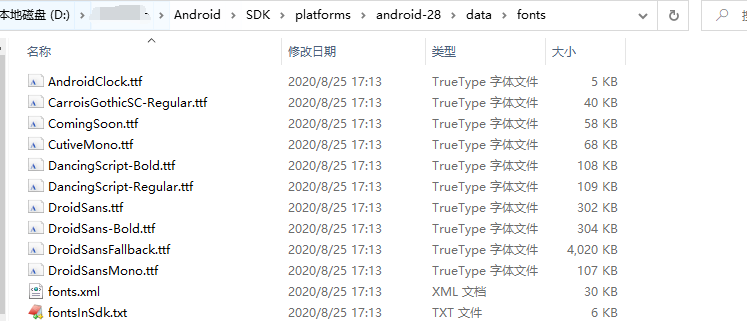 本地磁盘 (D:) › › Android › SDK › platforms › android-28 › data › fonts
名称 修改日期 类型 大小
AndroidClock.ttf 2020/8/25 17:13 TrueType 字体文件 5 KB
CarroisGothicSC-Regular.ttf 2020/8/25 17:13 TrueType 字体文件 40 KB
ComingSoon.ttf 2020/8/25 17:13 TrueType 字体文件 58 KB
CutiveMono.ttf 2020/8/25 17:13 TrueType 字体文件 68 KB
DancingScript-Bold.ttf 2020/8/25 17:13 TrueType 字体文件 108 KB
DancingScript-Regular.ttf 2020/8/25 17:13 TrueType 字体文件 109 KB
DroidSans.ttf 2020/8/25 17:13 TrueType 字体文件 302 KB
DroidSans-Bold.ttf 2020/8/25 17:13 TrueType 字体文件 304 KB
DroidSansFallback.ttf 2020/8/25 17:13 TrueType 字体文件 4,020 KB
DroidSansMono.ttf 2020/8/25 17:13 TrueType 字体文件 107 KB
fonts.xml 2020/8/25 17:13 XML 文档 30 KB
fontsInSdk.txt 2020/8/25 17:13 TXT 文件 6 KB